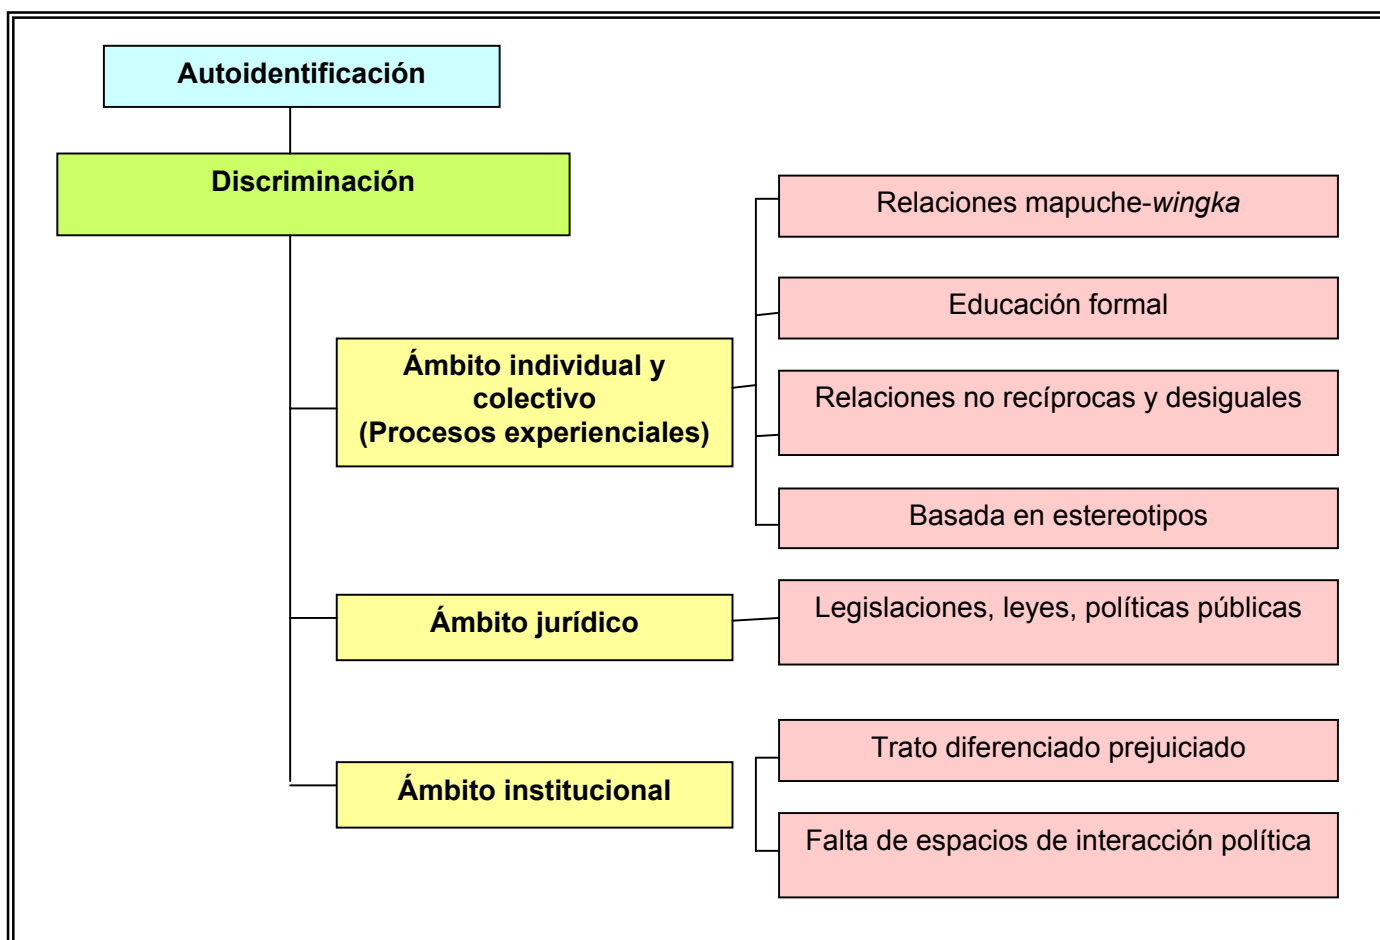 Autoidentificación
Discriminación
Relaciones mapuche-wingka
Educación formal
Ámbito individual y
colectivo
(Procesos experienciales)
Relaciones no recíprocas y desiguales
Basada en estereotipos
Ámbito jurídico
Legislaciones, leyes, políticas públicas
Trato diferenciado prejuiciado
Ámbito institucional
Falta de espacios de interacción política